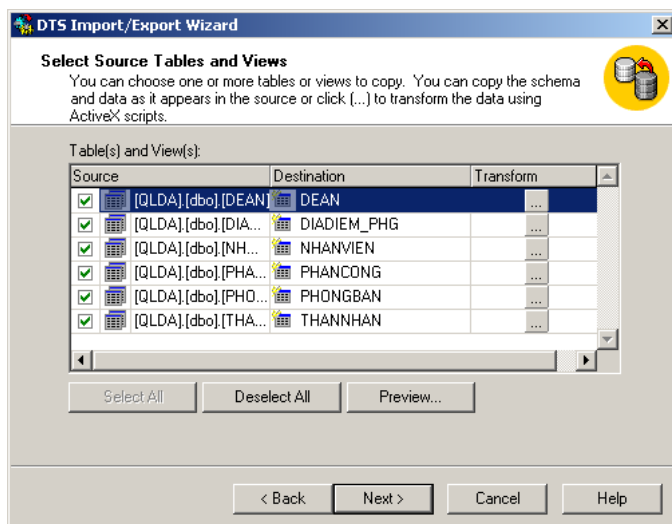 DTS Import/Export Wizard
Select Source Tables and Views
You can choose one or more tables or views to copy. You can copy the schema
and data as it appears in the source or click (...) to transform the data using
ActiveX scripts.
Table(s) and View(s):
Source Destination Transform
[QLDA].[dbo].[DEAN] DEAN ...
[QLDA].[dbo].[DIA... DIADIEM_PHG ...
[QLDA].[dbo].[NH... NHANVIEN ...
[QLDA].[dbo].[PHA... PHANCONG ...
[QLDA].[dbo].[PHO... PHONGBAN ...
[QLDA].[dbo].[THA... THANNHAN ...
Select All Deselect All Preview...
< Back Next > Cancel Help